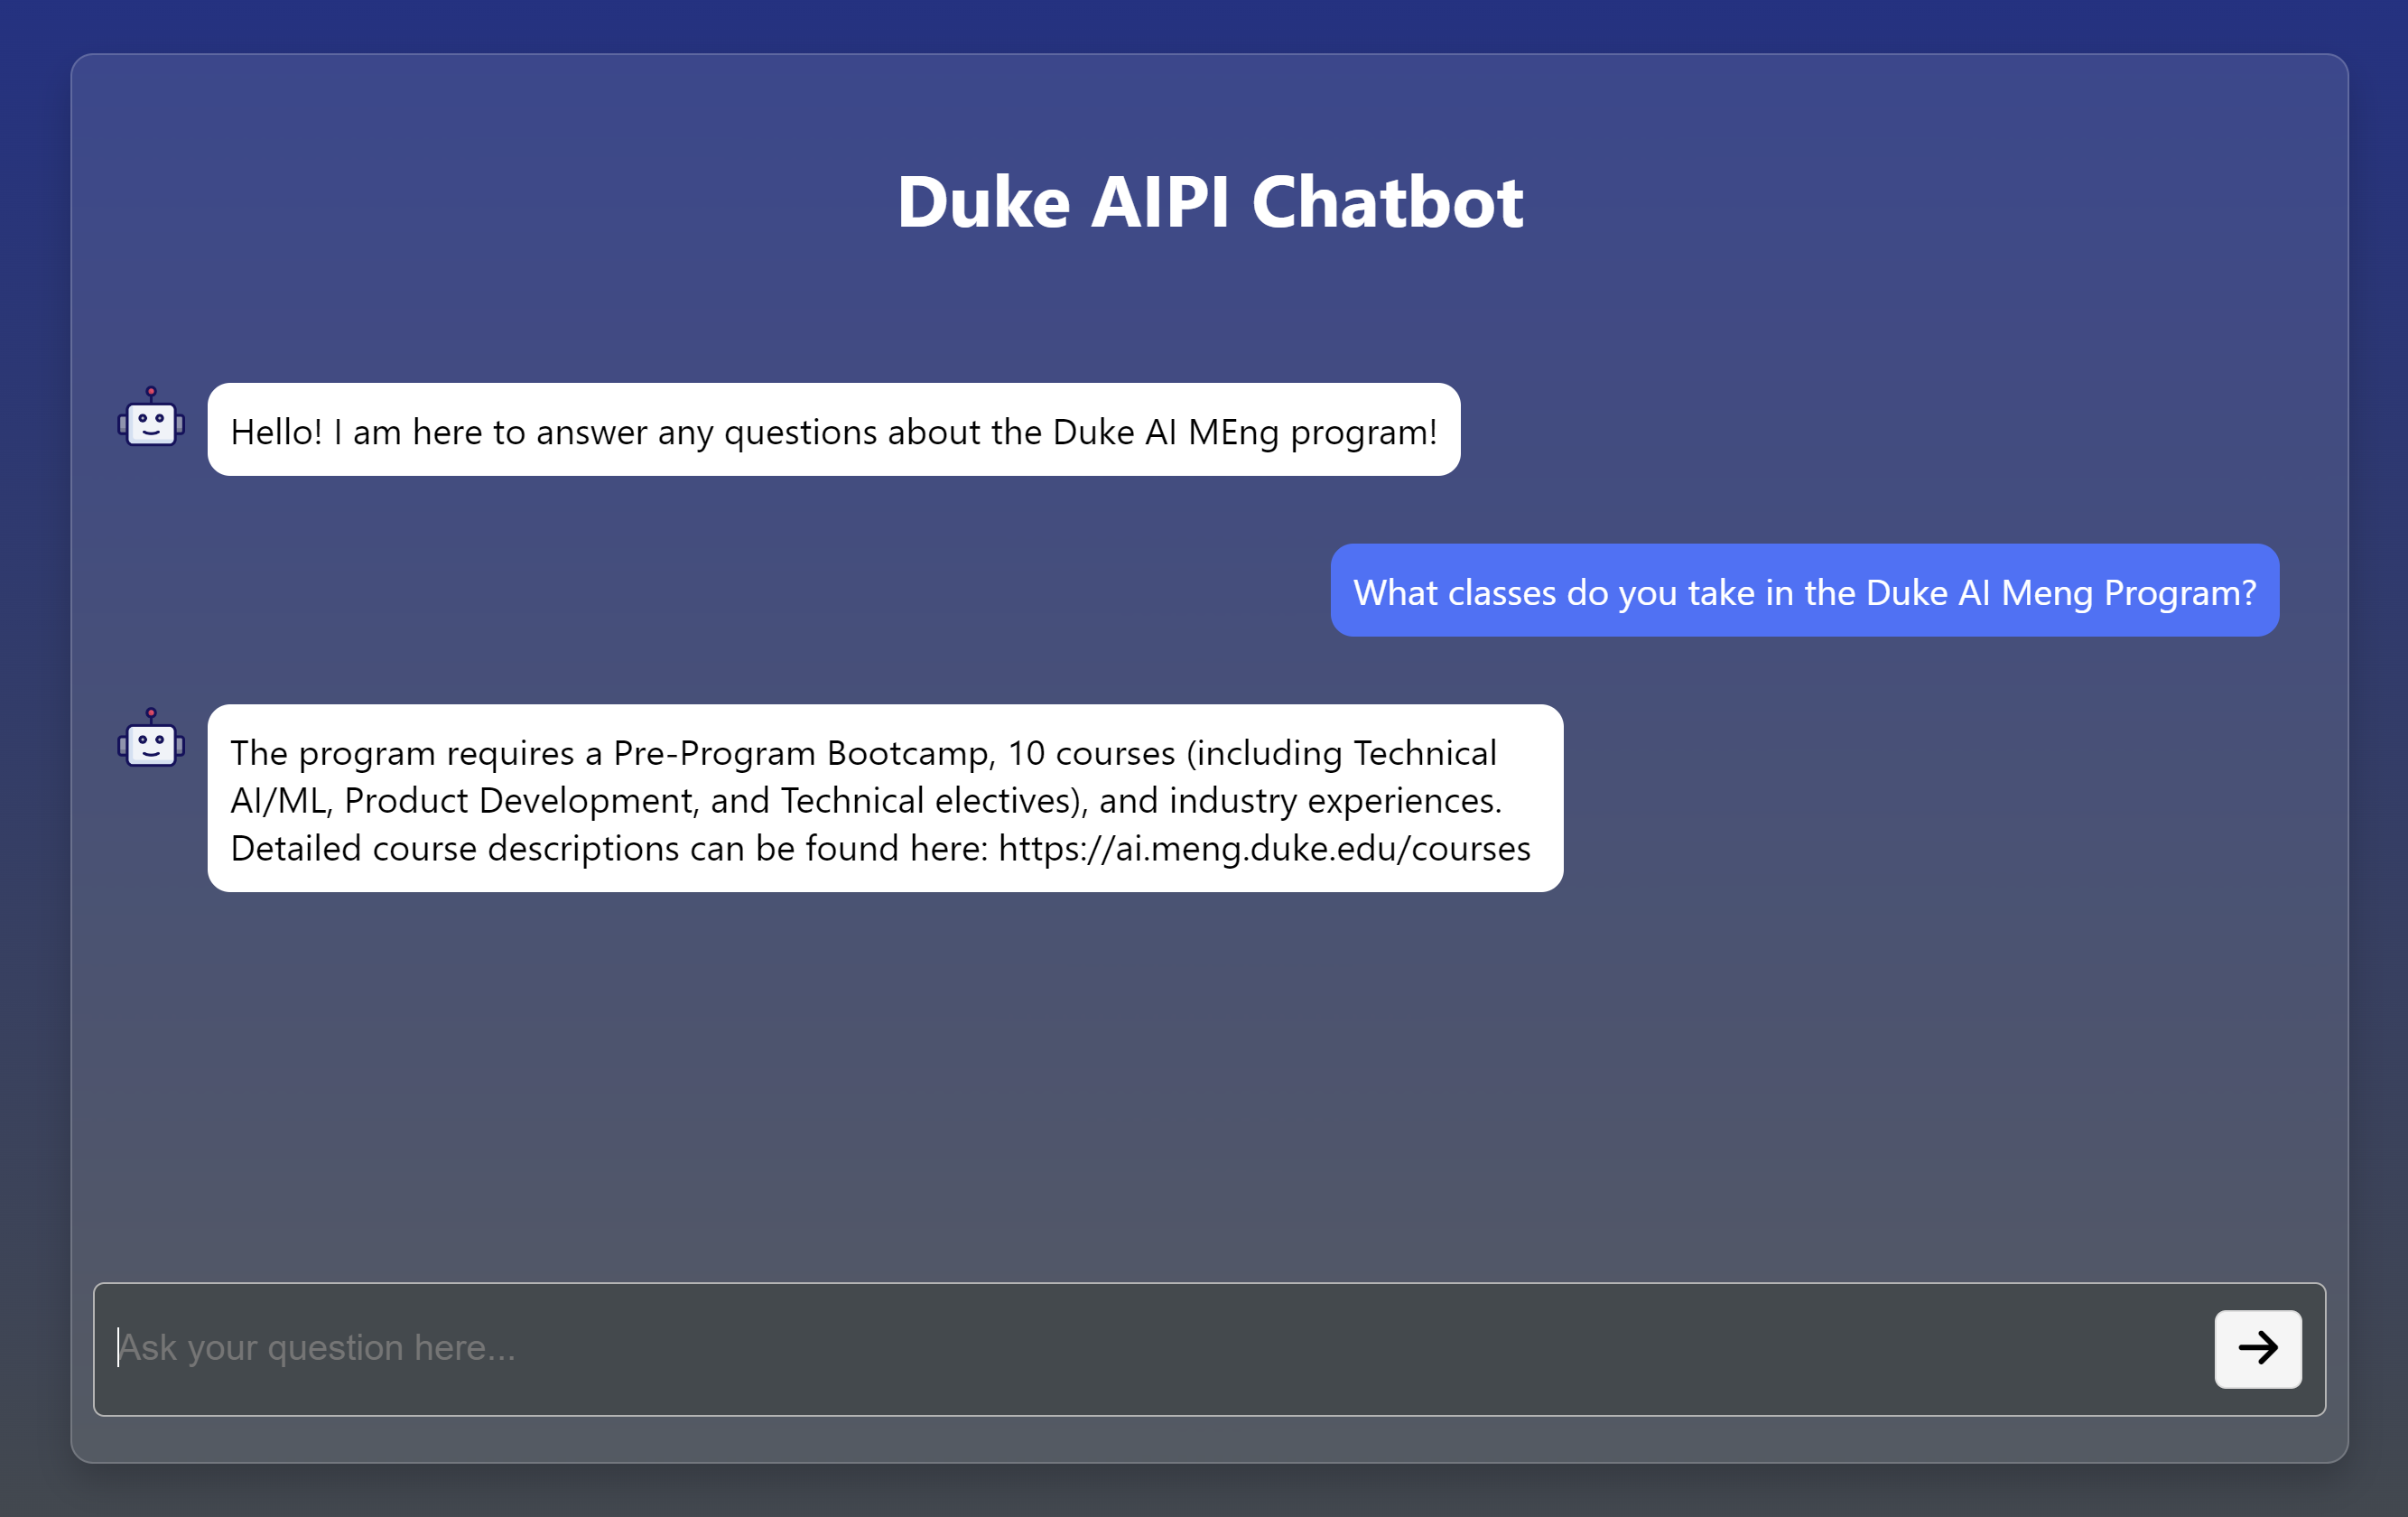 Duke AIPI Chatbot
Hello! I am here to answer any questions about the Duke AI MEng program!
What classes do you take in the Duke AI Meng Program?
The program requires a Pre-Program Bootcamp, 10 courses (including Technical
AI/ML, Product Development, and Technical electives), and industry experiences.
Detailed course descriptions can be found here: https://ai.meng.duke.edu/courses
Ask your question here...